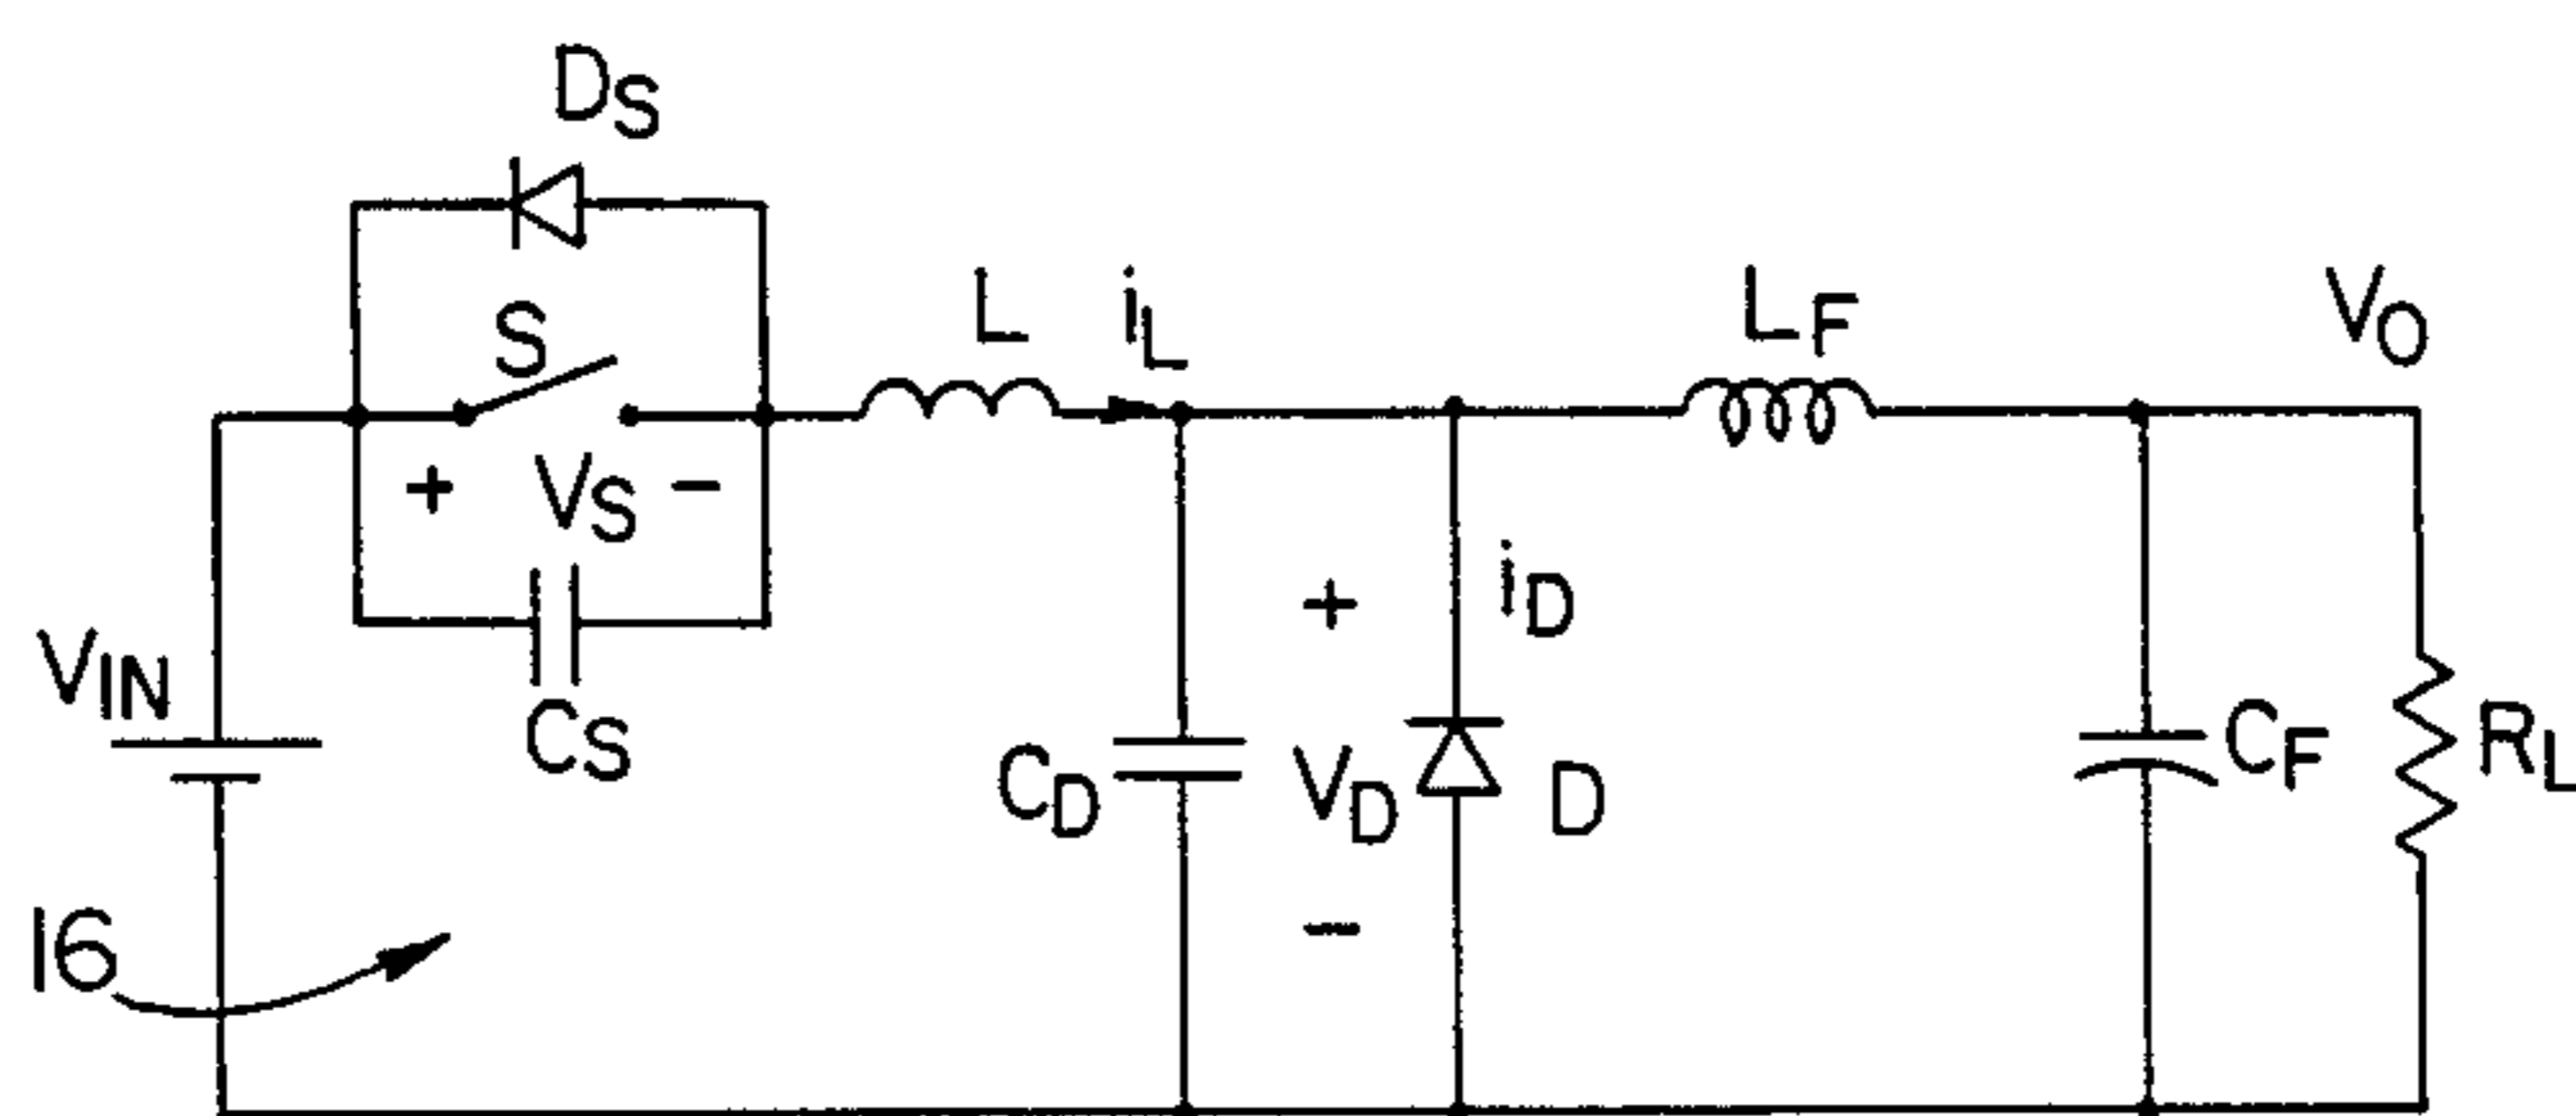 DS
S
L
iL
LF
VO
+ VS -
VIN
CS
+
iD
CD
VD
D
CF
RL
-
16